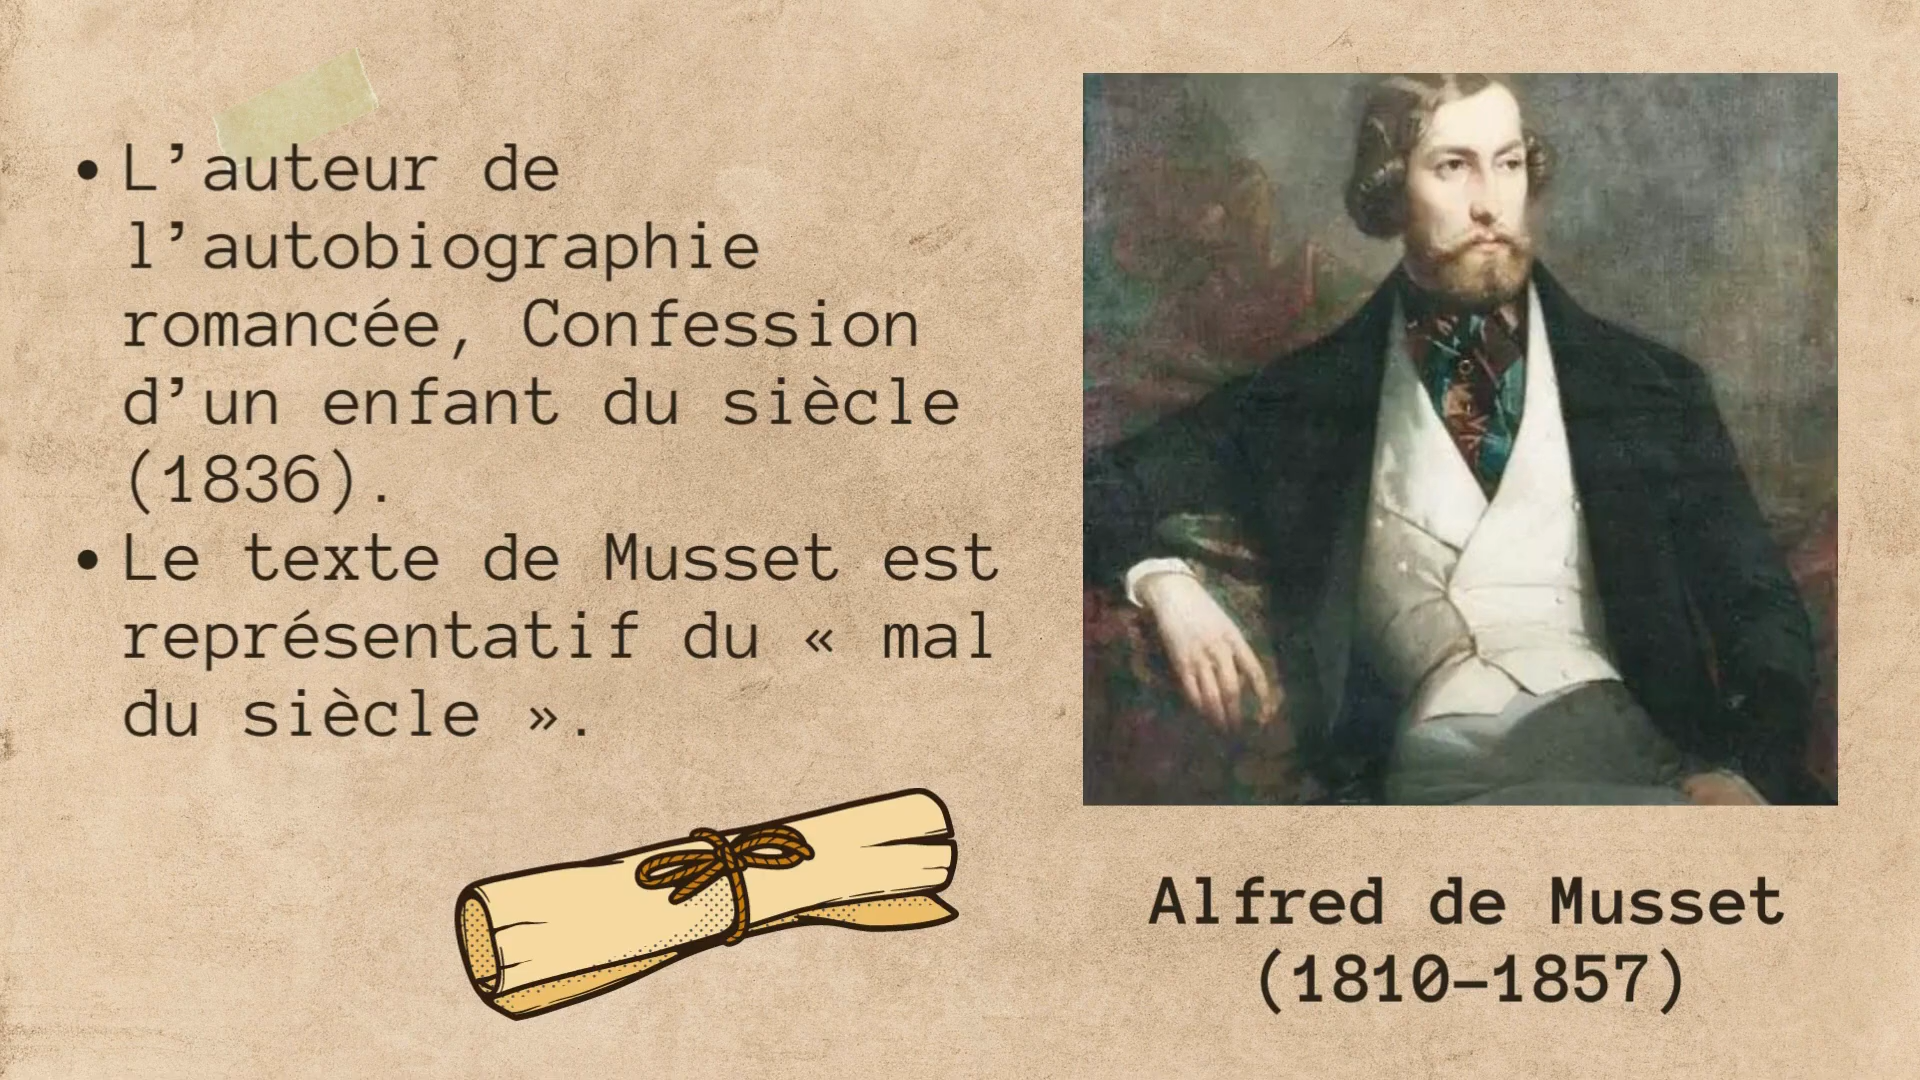 • L’auteur de
l’autobiographie
romancée, Confession
d’un enfant du siècle
(1836).
• Le texte de Musset est
représentatif du « mal
du siècle ».
Alfred de Musset
(1810–1857)